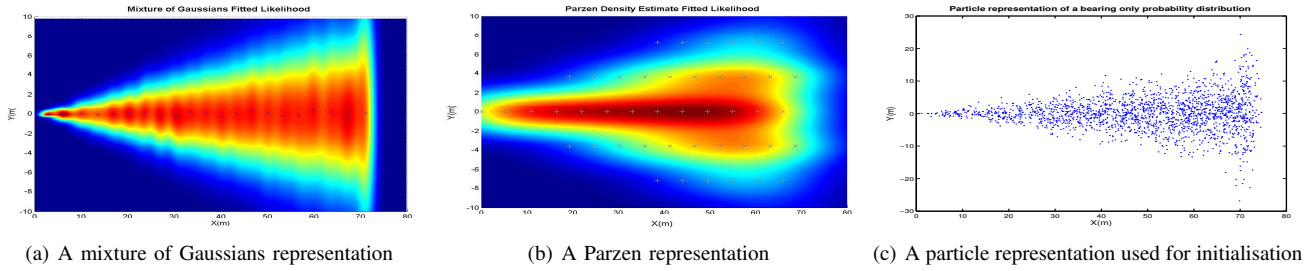 Mixture of Gaussians Fitted Likelihood
10
8
6
4
2
0
2
-4
-6
-8
-10
Y(m)
0 10 20 30 40 50 60 70 80
X(m)
(a) A mixture of Gaussians representation
Parzen Density Estimate Fitted Likelihood
10
8
6
4
2
0
2
-4
-6
-8
-10
Y(m)
0 10 20 30 40 50 60 70 80
X(m)
(b) A Parzen representation
Particle representation of a bearing only probability distribution
30
20
10
0
-10
-20
-30
Y(m)
0 10 20 30 40 50 60 70 80
X(m)
(c) A particle representation used for initialisation